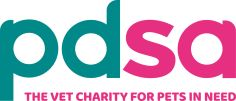 pdsa
THE VET CHARITY FOR PETS IN NEED